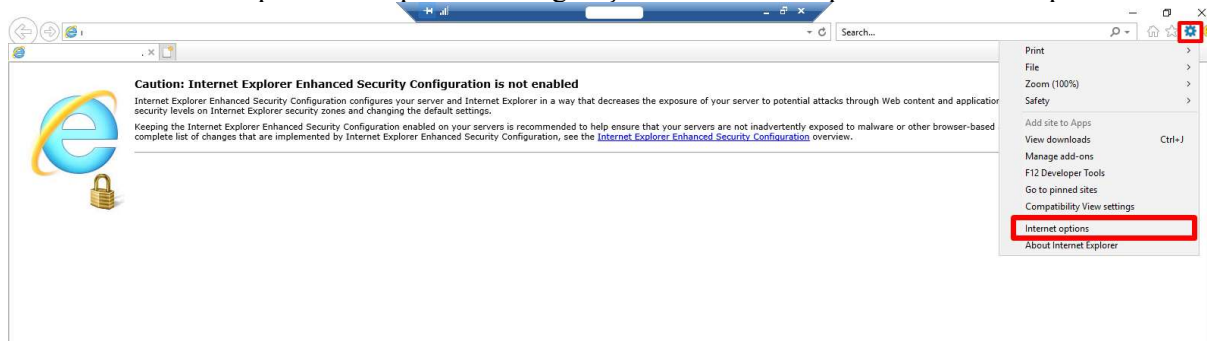 Search...
Caution: Internet Explorer Enhanced Security Configuration is not enabled
Internet Explorer Enhanced Security Configuration configures your server and Internet Explorer in a way that decreases the exposure of your server to potential attacks through Web content and application
security levels on Internet Explorer security zones and changing the default settings.
Keeping the Internet Explorer Enhanced Security Configuration enabled on your servers is recommended to help ensure that your servers are not inadvertently exposed to malware or other browser-based
complete list of changes that are implemented by Internet Explorer Enhanced Security Configuration, see the Internet Explorer Enhanced Security Configuration overview.
Print
File
Zoom (100%)
Safety
Add site to Apps
View downloads Ctrl+J
Manage add-ons
F12 Developer Tools
Go to pinned sites
Compatibility View settings
Internet options
About Internet Explorer